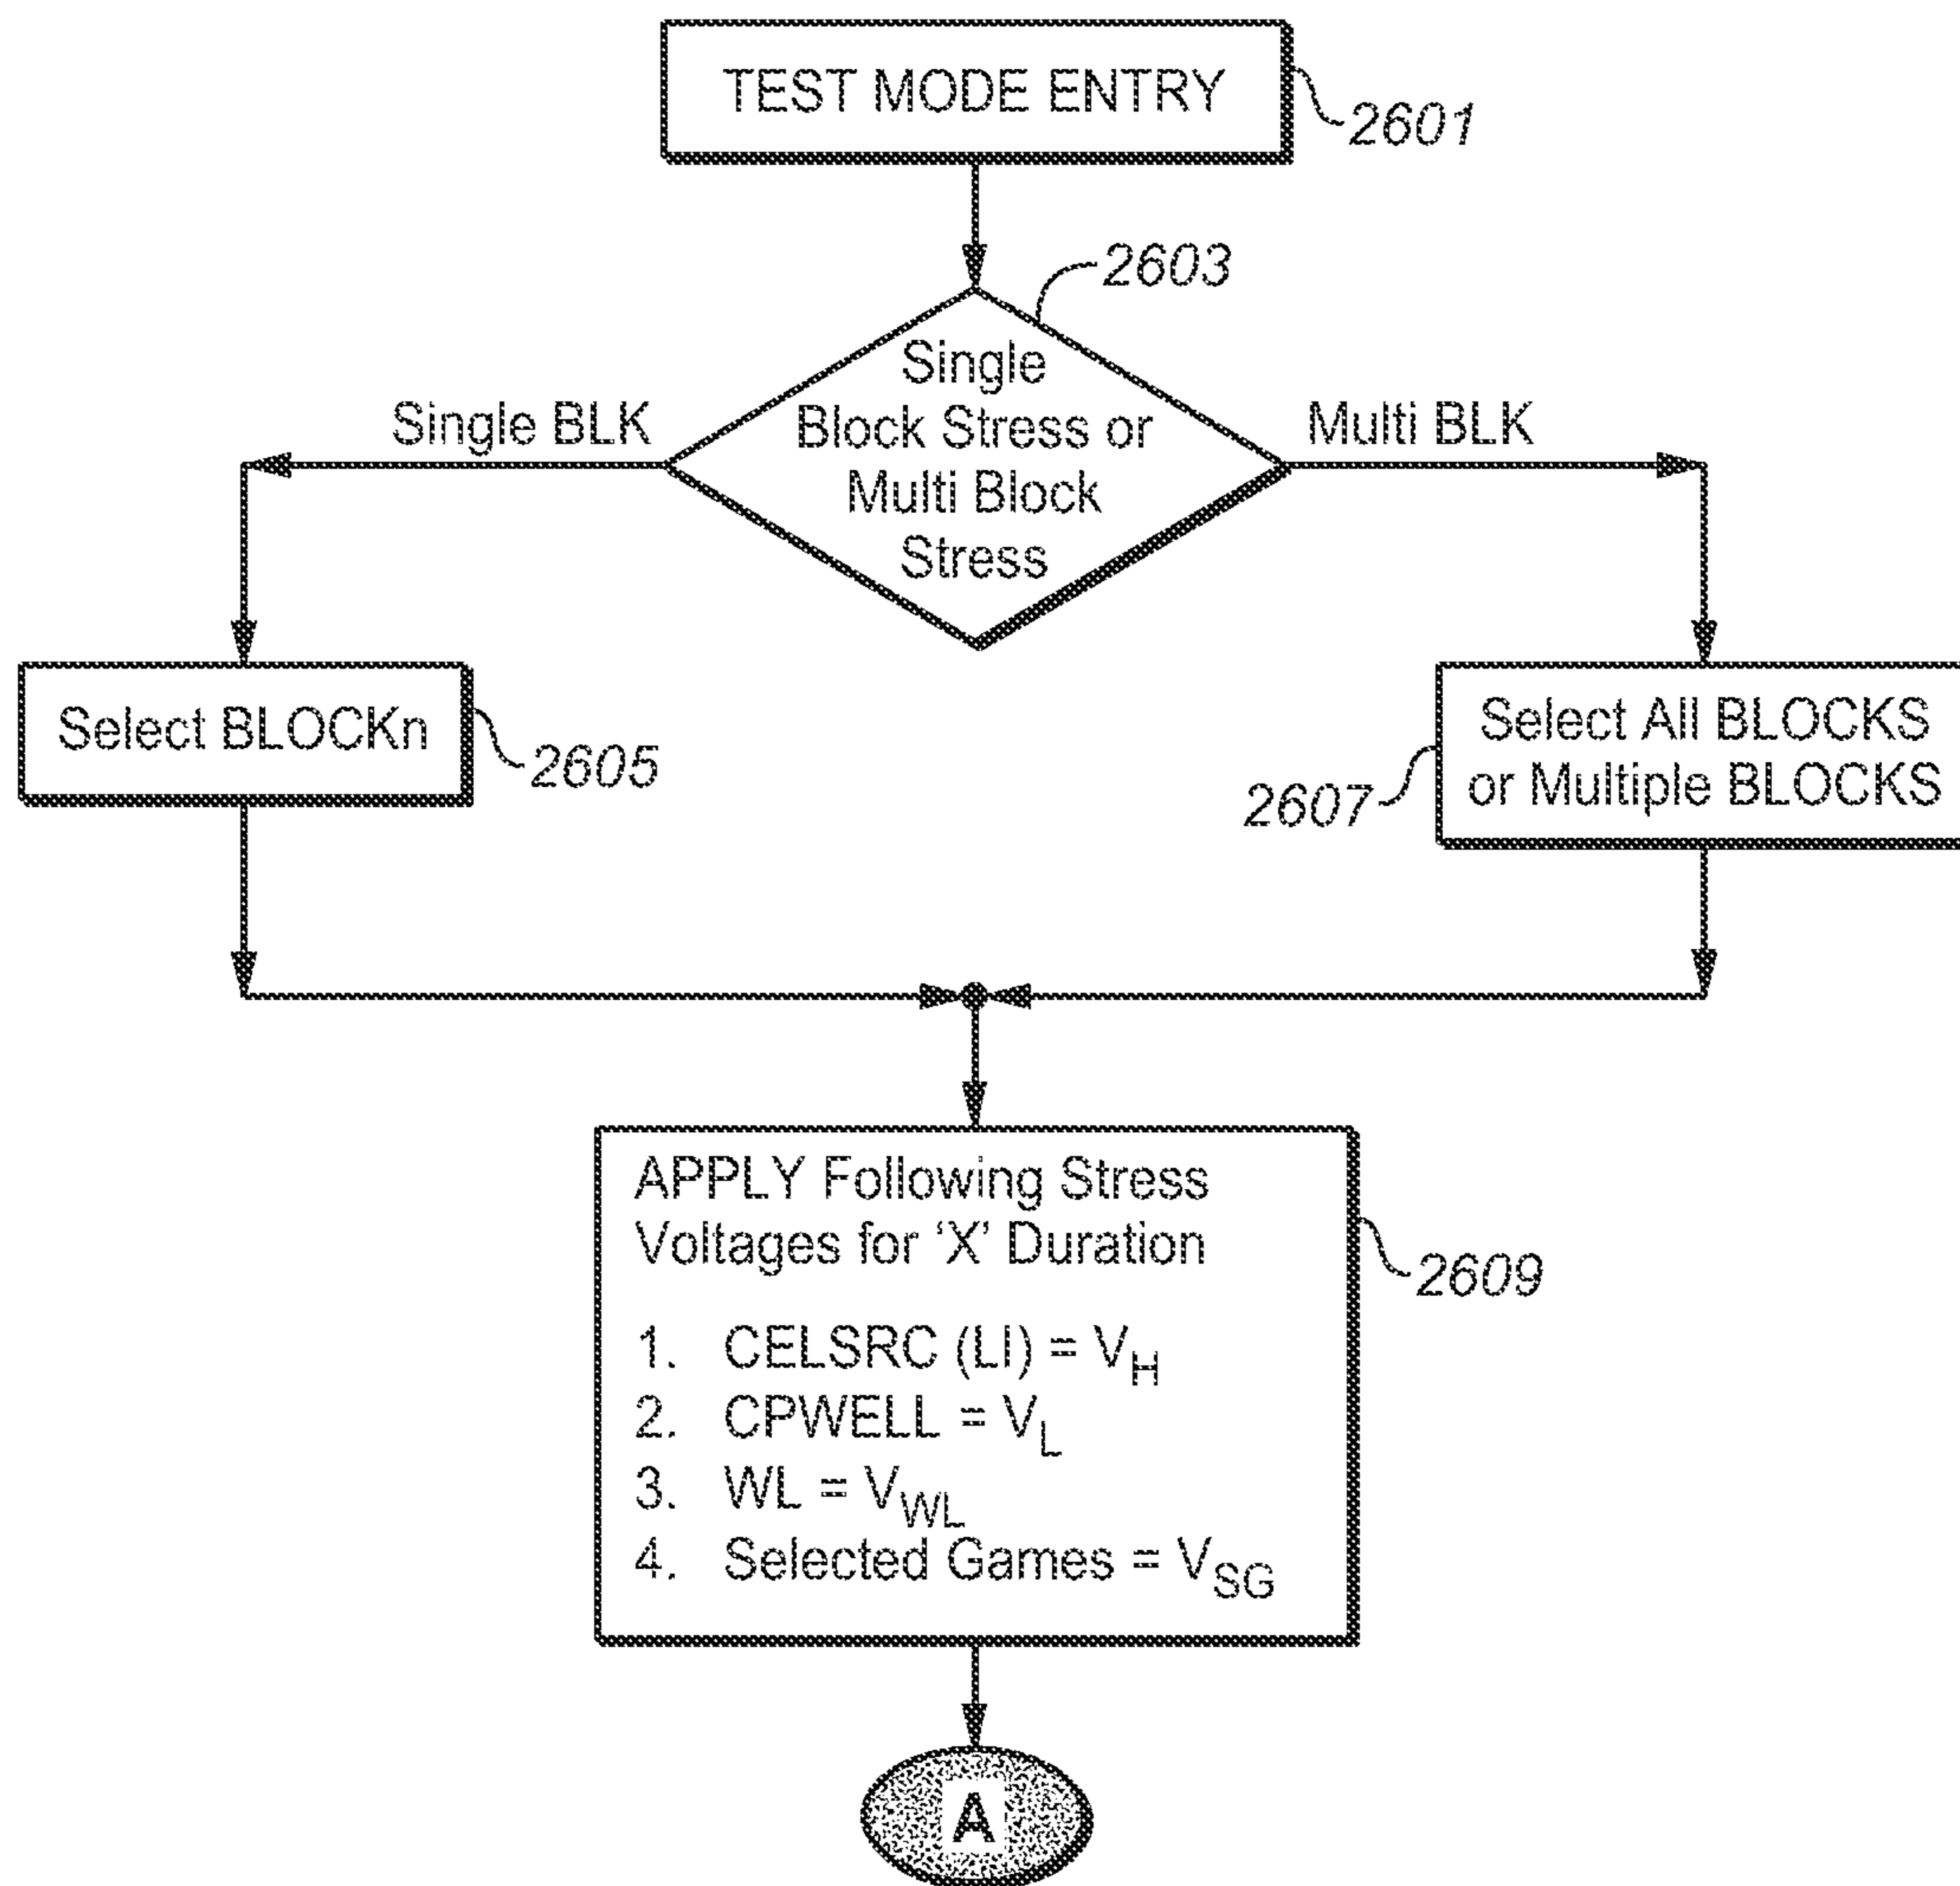 TEST MODE ENTRY
2601
2603
Single
Block Stress or
Multi Block
Stress
Single BLK
Multi BLK
Select BLOCKn
2605
Select All BLOCKS
or Multiple BLOCKS
2607
APPLY Following Stress
Voltages for ‘X’ Duration
1. CELSRC (LI) = VH
2. CPWELL = VL
3. WL = VWL
4. Selected Games = VSG
2609
A